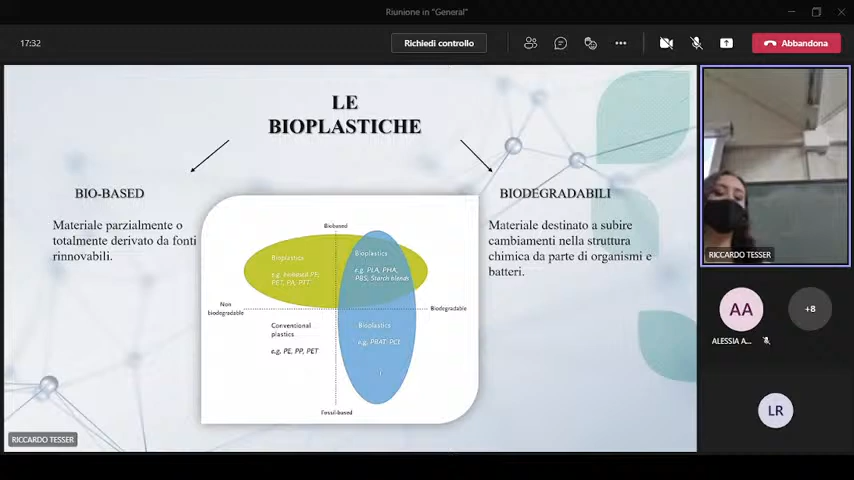 Riunione in "General"
17:32
Richiedi controllo
Abbandona
LE
BIOPLASTICHE
BIO-BASED
Materiale parzialmente o
totalmente derivato da fonti
rinnovabili.
BIODEGRADABILI
Materiale destinato a subire
cambiamenti nella struttura
chimica da parte di organismi e
batteri.
Biobased
Bioplastics
e.g. biobased PE,
PET, PA, PTT
Bioplastics
e.g. PLA, PHA,
PBS, Starch blends
Non
biodegradable
Biodegradable
Conventional
plastics
e.g. PE, PP, PET
Bioplastics
e.g. PBAT, PCL
Fossil-based
RICCARDO TESSER
RICCARDO TESSER
AA
+8
ALESSIA A...
LR